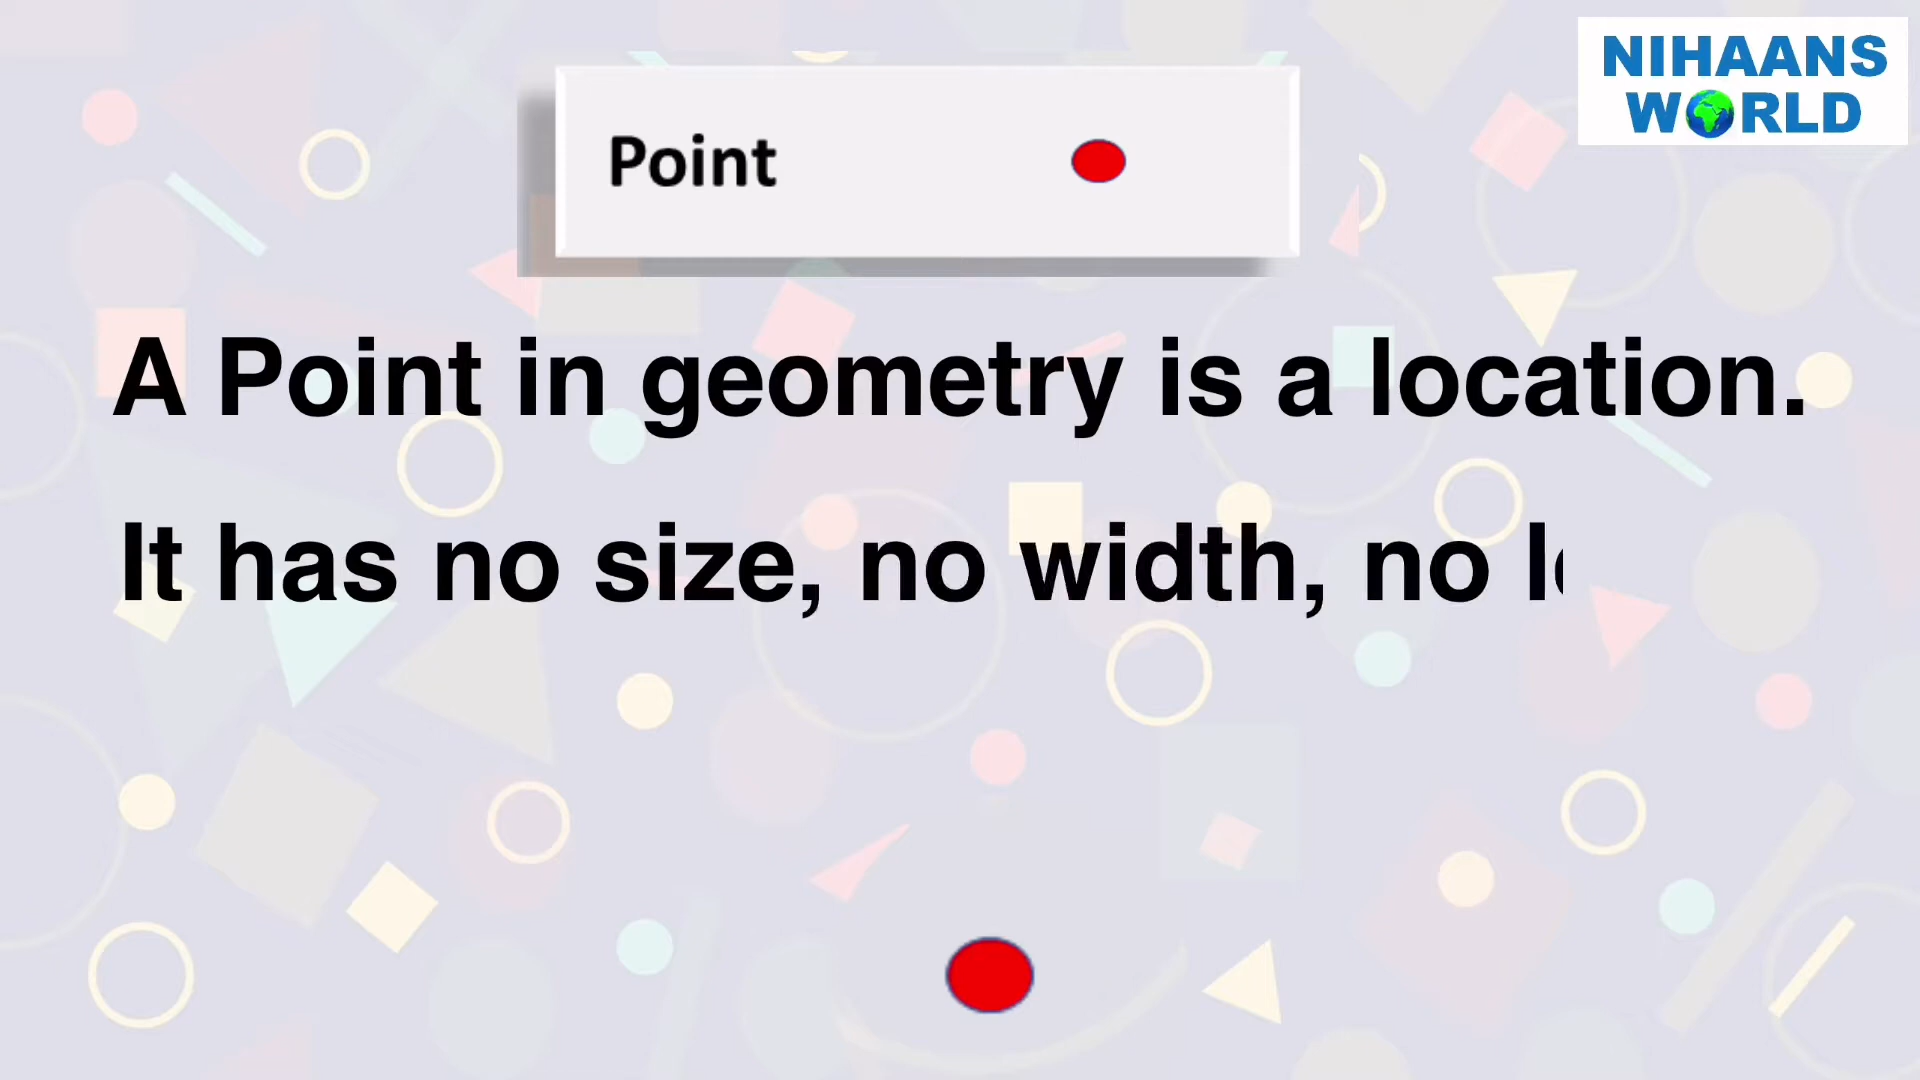 NIHAANS
WORLD
Point
A Point in geometry is a location.
It has no size, no width, no